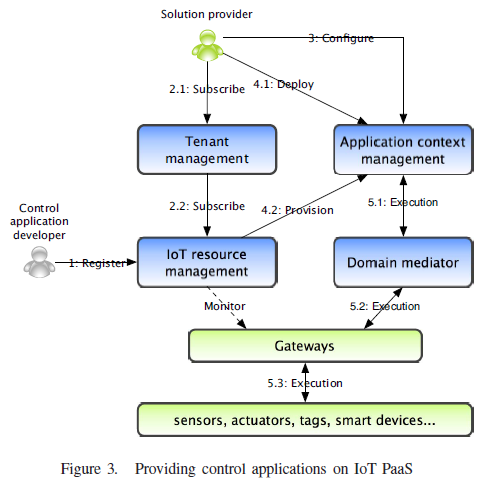 Solution provider
3: Configure
2.1: Subscribe
4.1: Deploy
Tenant
management
Application context
management
Control
application
developer
2.2: Subscribe
4.2: Provision
5.1: Execution
1: Register
IoT resource
management
Domain mediator
Monitor
5.2: Execution
Gateways
5.3: Execution
sensors, actuators, tags, smart devices...
Figure 3. Providing control applications on IoT PaaS